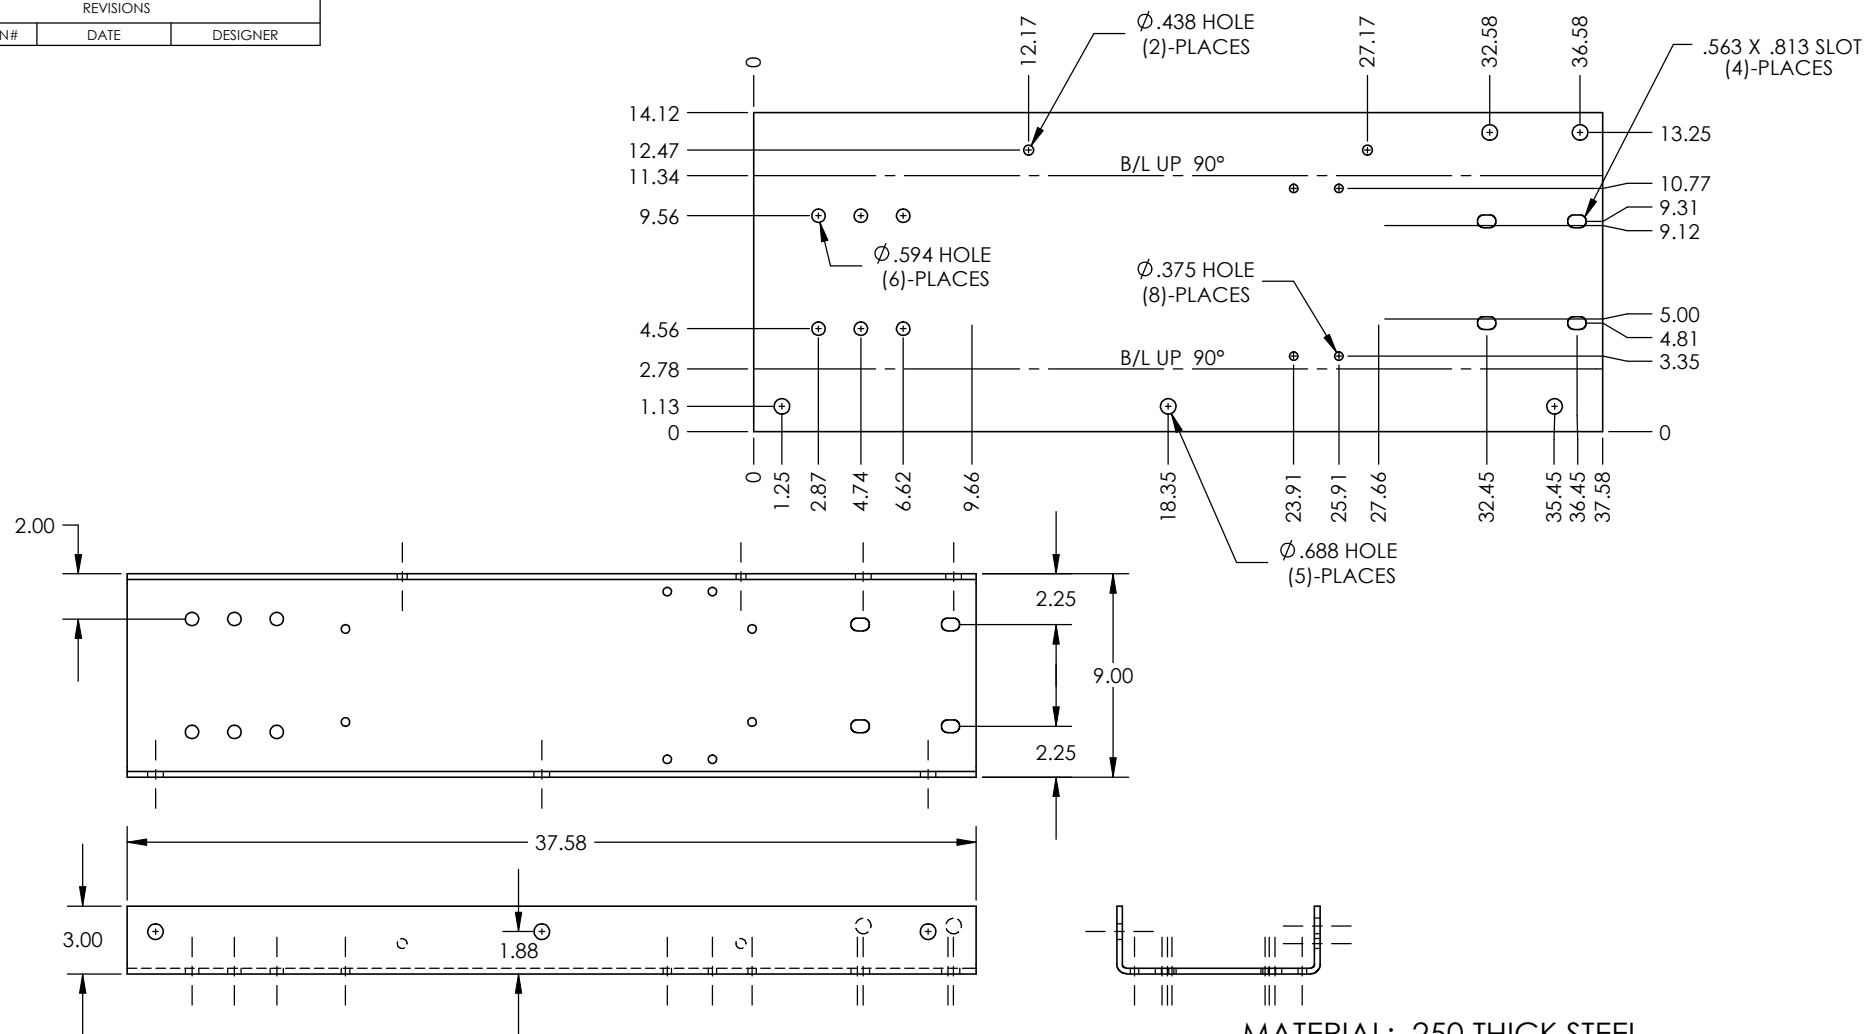 REVISIONS
N#
DATE
DESIGNER
0
12.17
Ø.438 HOLE
(2)-PLACES
27.17
32.58
36.58
.563 X .813 SLOT
(4)-PLACES
14.12
12.47
11.34
9.56
4.56
2.78
1.13
0
B/L UP 90°
Ø.594 HOLE
(6)-PLACES
Ø.375 HOLE
(8)-PLACES
B/L UP 90°
13.25
10.77
9.31
9.12
5.00
4.81
3.35
0
0
1.25
2.87
4.74
6.62
9.66
18.35
23.91
25.91
27.66
32.45
35.45
36.45
37.58
Ø.688 HOLE
(5)-PLACES
2.00
2.25
9.00
2.25
37.58
3.00
1.88
MATERIAL: .250 THICK STEEL